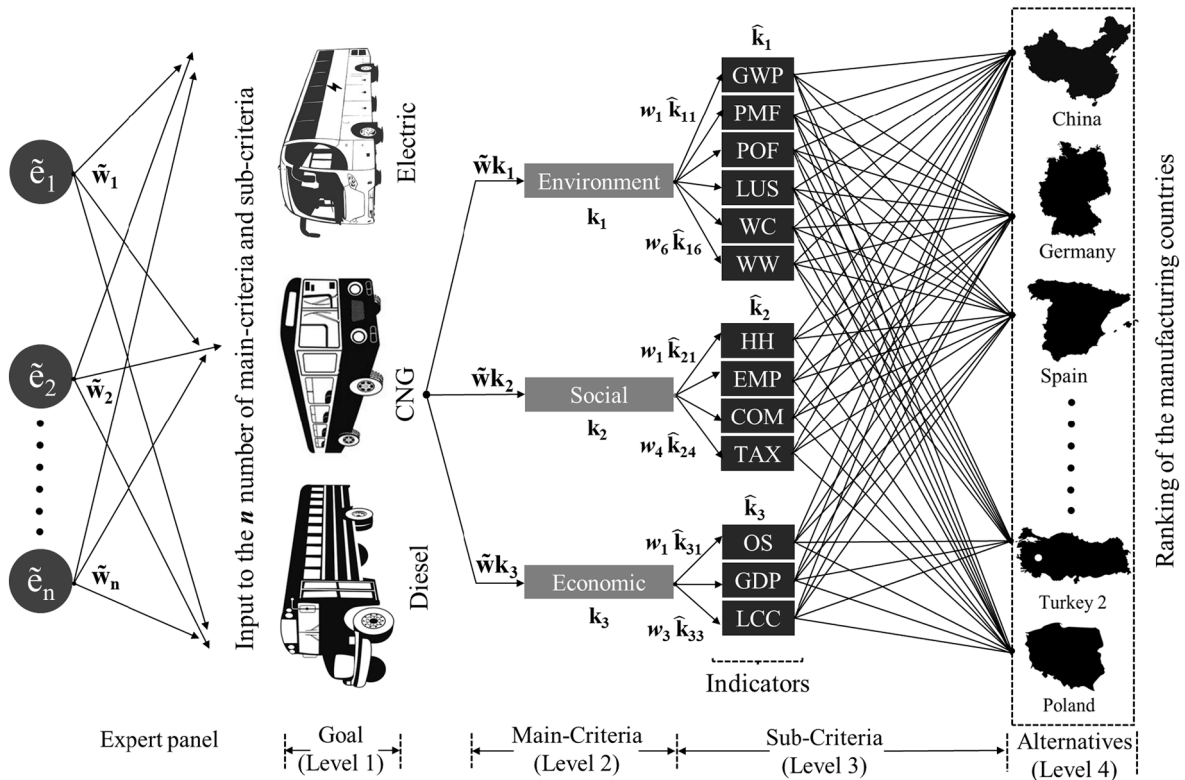 ẽ₁
w̃₁
ẽ₂
w̃₂
ẽₙ
w̃ₙ
Expert panel
Input to the n number of main-criteria and sub-criteria
Electric
CNG
Diesel
Goal
(Level 1)
w̃k₁
Environment
k₁
w̃k₂
Social
k₂
w̃k₃
Economic
k₃
Main-Criteria
(Level 2)
k̂₁
w₁ k̂₁₁
w₆ k̂₁₆
GWP
PMF
POF
LUS
WC
WW
k̂₂
w₁ k̂₂₁
w₄ k̂₂₄
HH
EMP
COM
TAX
k̂₃
w₁ k̂₃₁
w₃ k̂₃₃
OS
GDP
LCC
Indicators
Sub-Criteria
(Level 3)
China
Germany
Spain
Turkey 2
Poland
Alternatives
(Level 4)
Ranking of the manufacturing countries